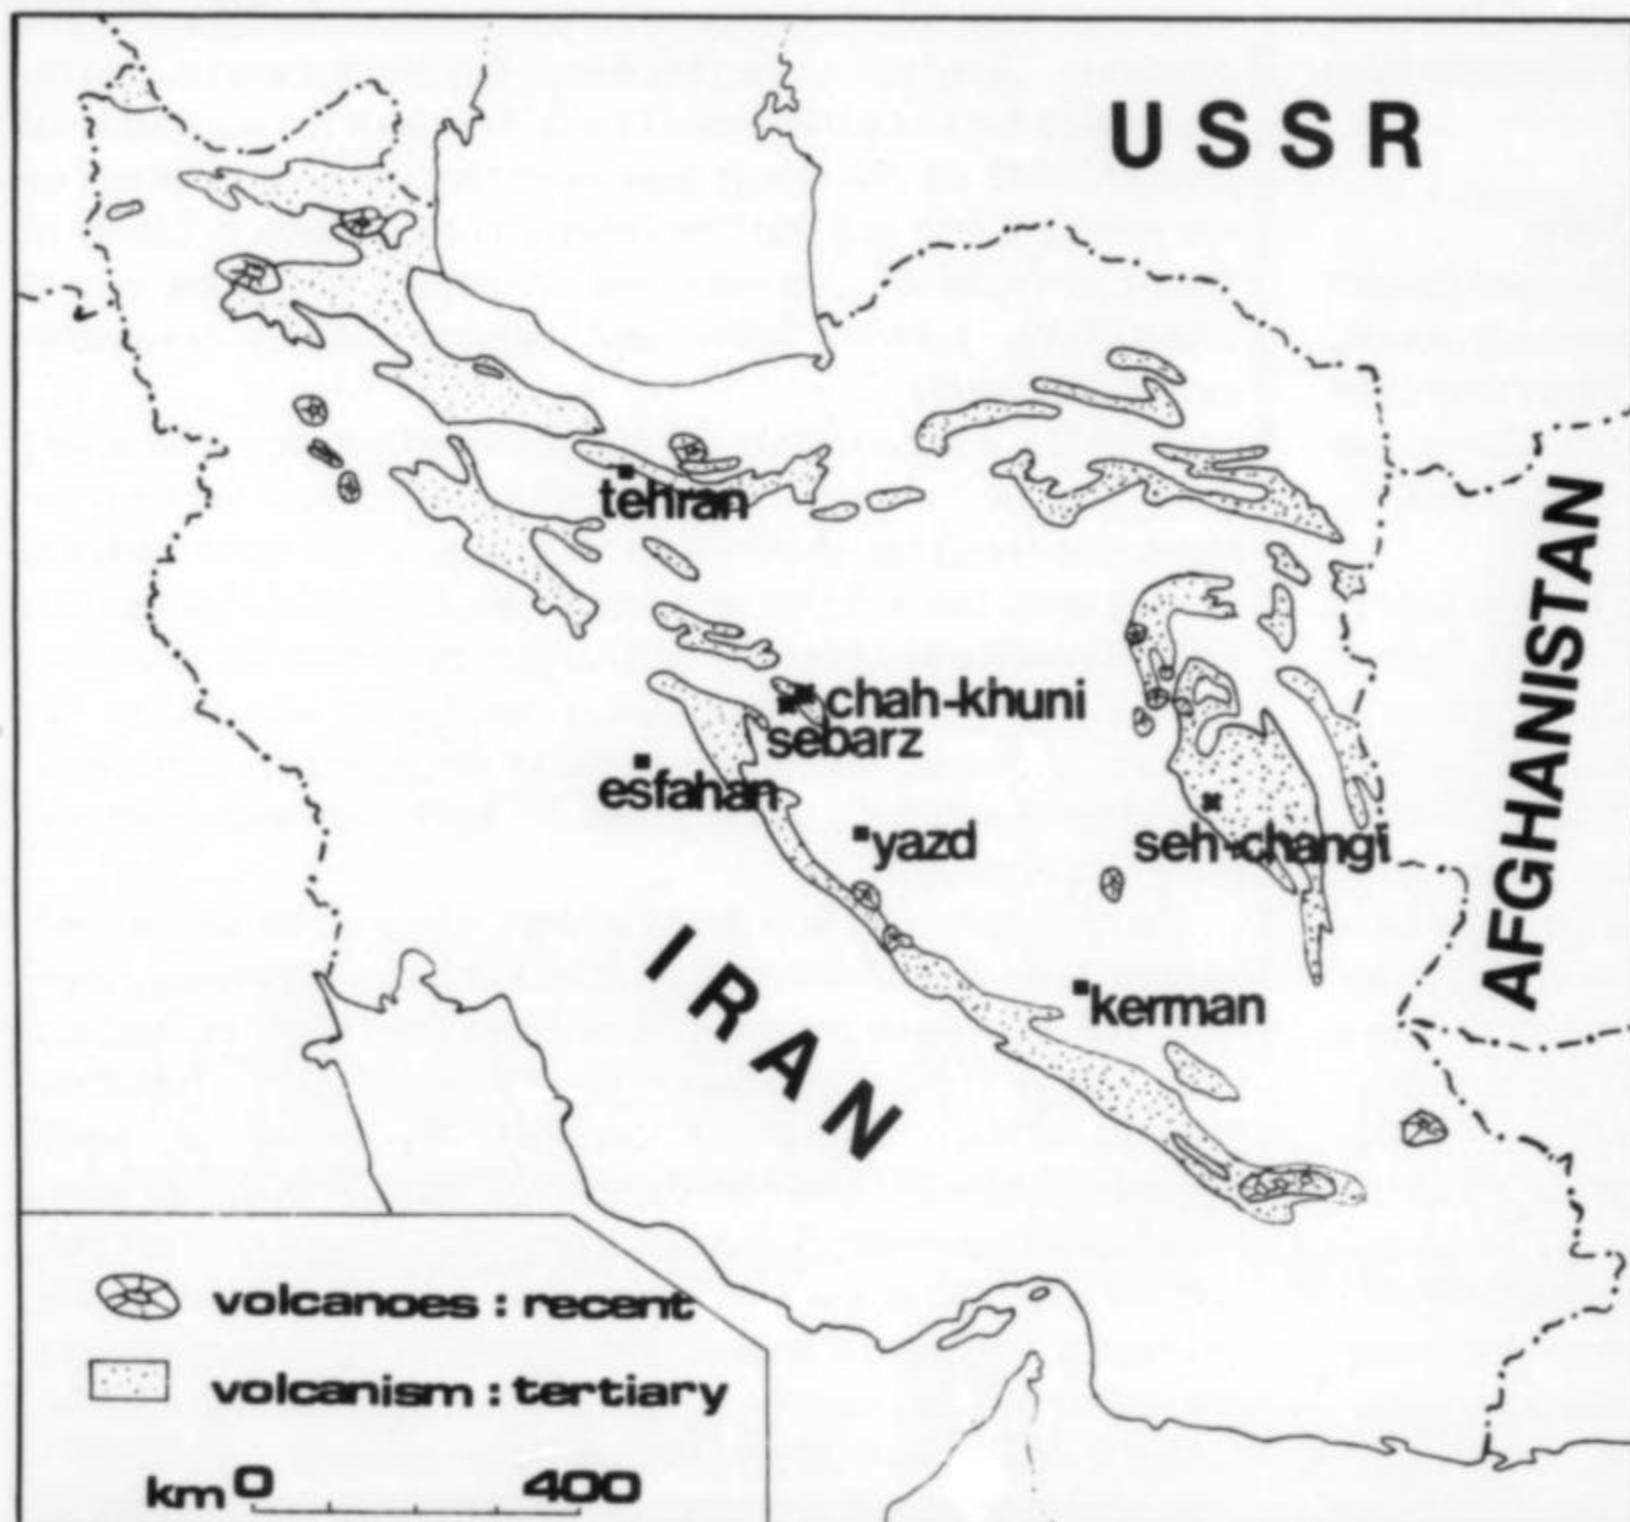 USSR
AFGHANISTAN
tehran
chah-khuni
sebarz
esfahan
yazd
seh-changi
IRAN
kerman
volcanoes : recent
volcanism : tertiary
km 0 400